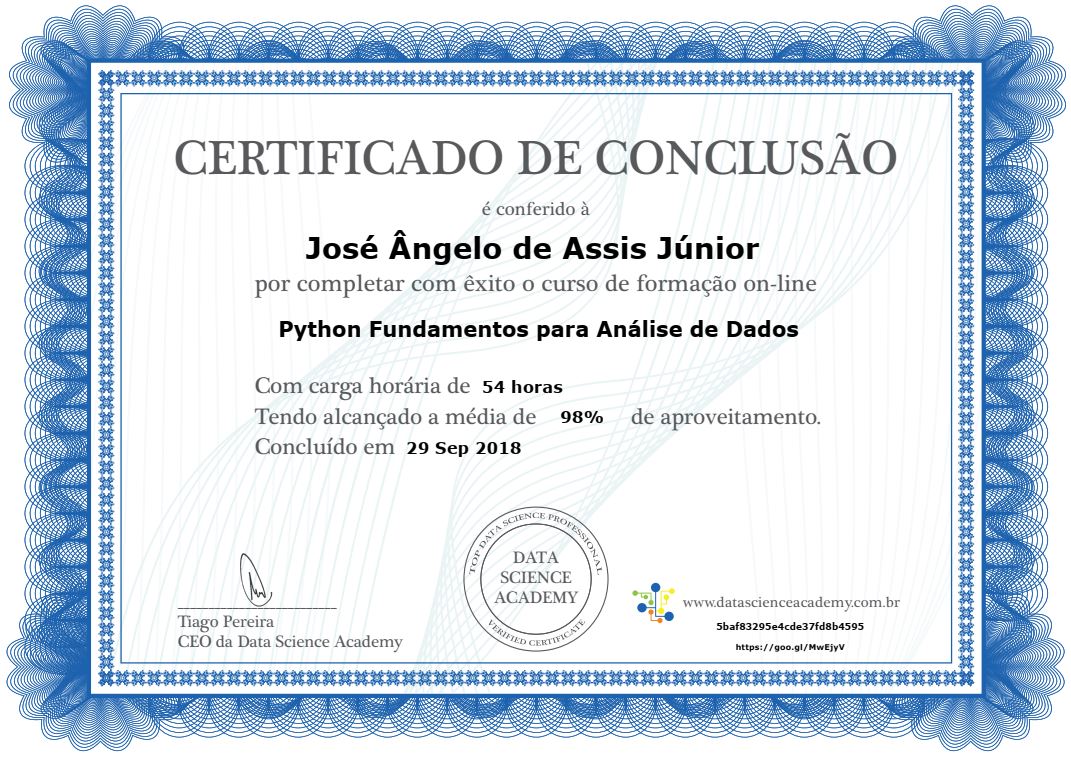 CERTIFICADO DE CONCLUSÃO
é conferido à
José Ângelo de Assis Júnior
por completar com êxito o curso de formação on-line
Python Fundamentos para Análise de Dados
Com carga horária de 54 horas
Tendo alcançado a média de 98% de aproveitamento.
Concluído em 29 Sep 2018
TOP DATA SCIENCE PROFESSIONAL
DATA
SCIENCE
ACADEMY
VERIFIED CERTIFICATE
Tiago Pereira
CEO da Data Science Academy
www.datascienceacademy.com.br
5baf83295e4cde37fd8b4595
https://goo.gl/MwEjyV